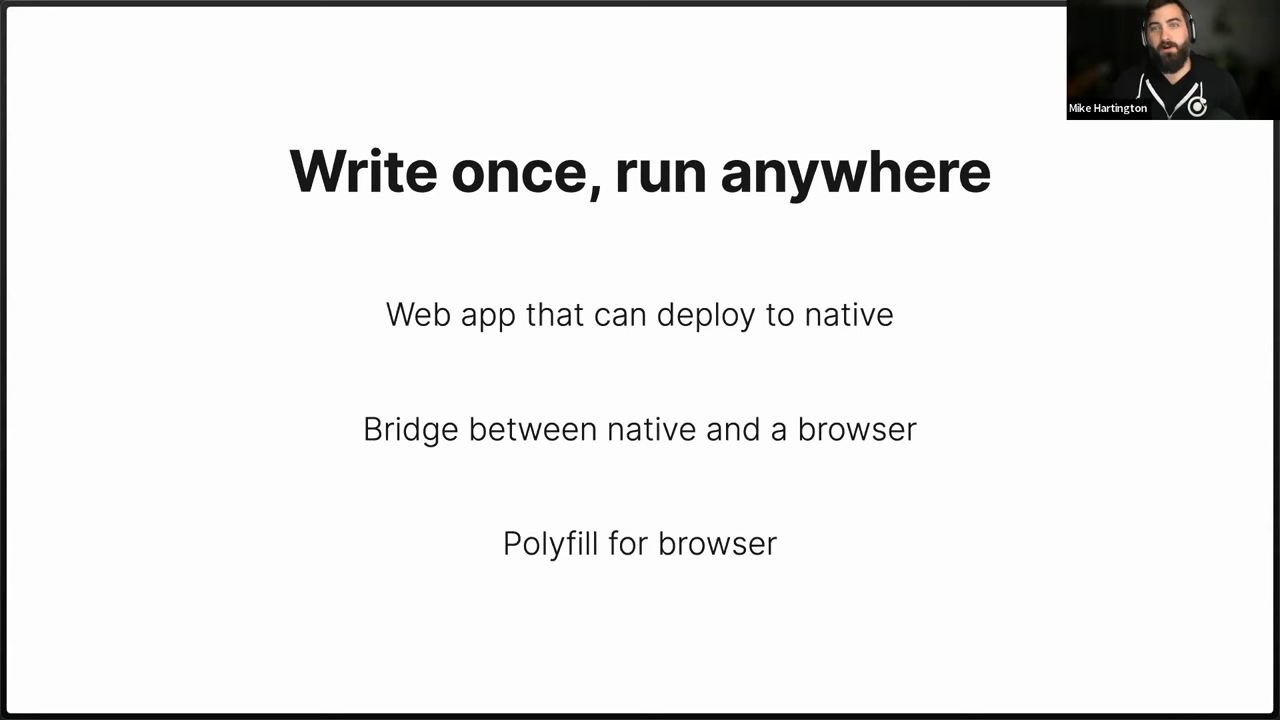 Mike Hartington
Write once, run anywhere
Web app that can deploy to native
Bridge between native and a browser
Polyfill for browser